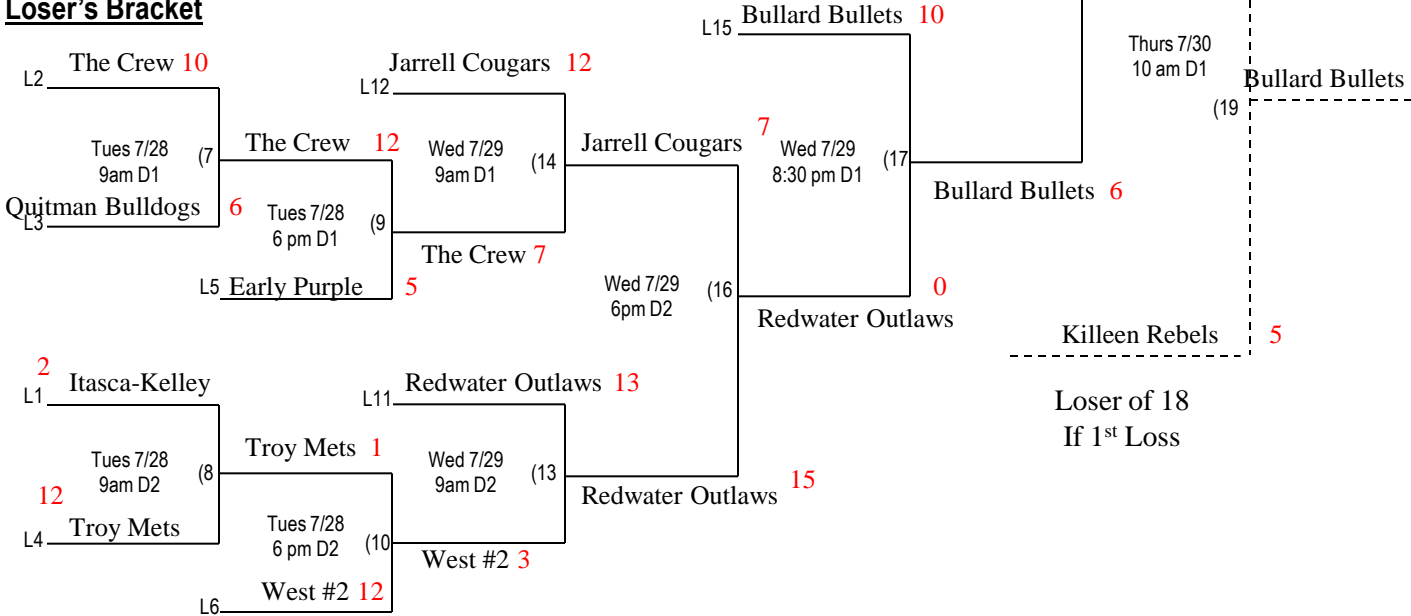 Loser's Bracket
Bullard Bullets 10
L15
The Crew 10
L2
Jarrell Cougars 12
L12
Thurs 7/30
10 am D1
Bullard Bullets
(19
Tues 7/28
9am D1
(7
The Crew 12
Wed 7/29
9am D1
(14
Jarrell Cougars 7
Wed 7/29
8:30 pm D1
(17
Bullard Bullets 6
Quitman Bulldogs 6
L3
Tues 7/28
6 pm D1
(9
The Crew 7
L5 Early Purple 5
Wed 7/29
6pm D2
(16
0
Redwater Outlaws
Killeen Rebels 5
Loser of 18
If 1st Loss
2
L1 Itasca-Kelley
L11
Redwater Outlaws 13
Tues 7/28
9am D2
(8
Troy Mets 1
Wed 7/29
9am D2
(13
Redwater Outlaws 15
12
L4 Troy Mets
Tues 7/28
6 pm D2
(10
West #2 3
West #2 12
L6